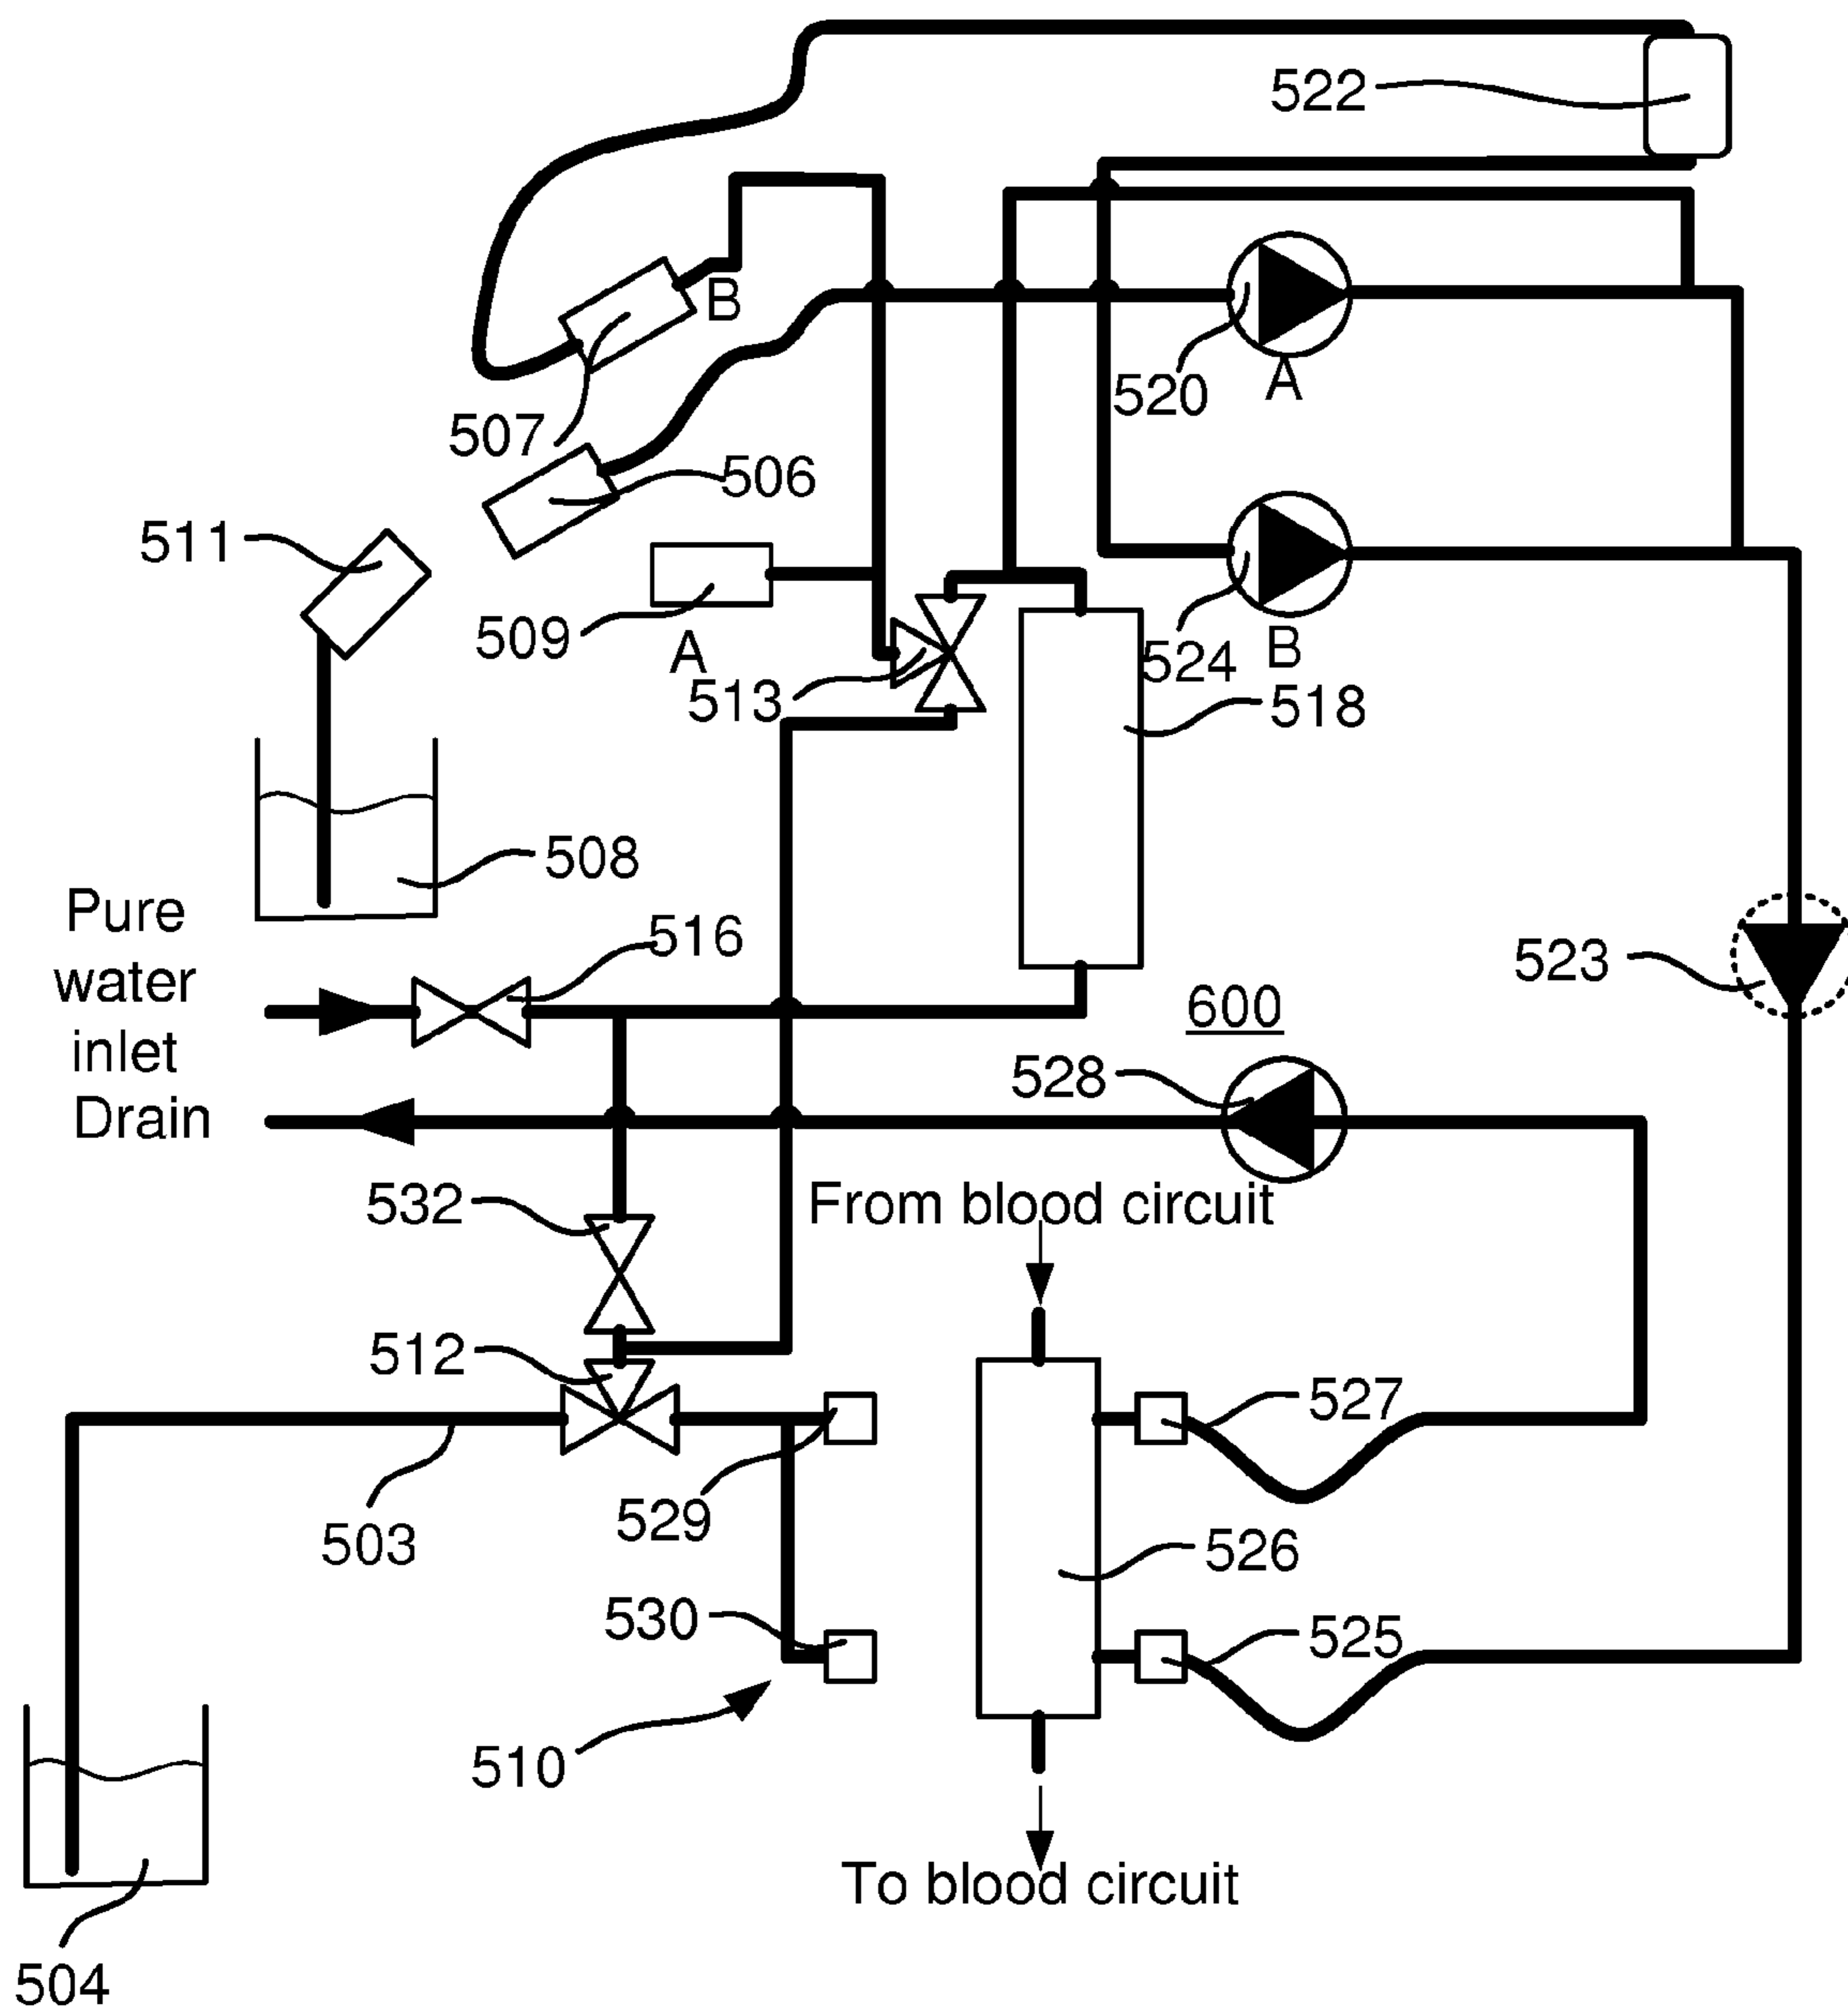 522
B
520
A
507
506
511
509
A
513
524
B
518
508
Pure
water
inlet
Drain
516
523
600
528
532
From blood circuit
512
527
529
503
526
530
525
510
To blood circuit
504